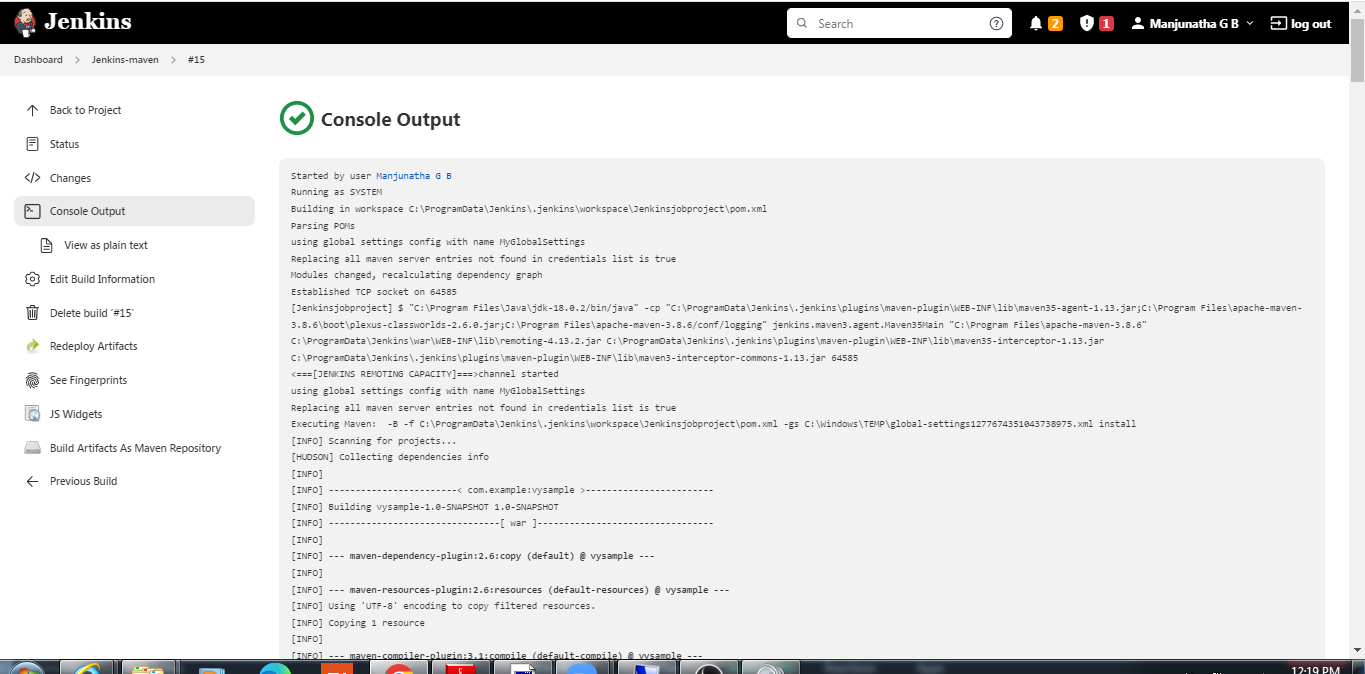 Jenkins
Search
2
1
Manjunatha G B
log out
Dashboard
Jenkins-maven
#15
Back to Project
Status
Changes
Console Output
View as plain text
Edit Build Information
Delete build ‘#15’
Redeploy Artifacts
See Fingerprints
JS Widgets
Build Artifacts As Maven Repository
Previous Build
Console Output
Started by user Manjunatha G B
Running as SYSTEM
Building in workspace C:\ProgramData\Jenkins\.jenkins\workspace\Jenkinsjobproject\pom.xml
Parsing POMs
using global settings config with name MyGlobalSettings
Replacing all maven server entries not found in credentials list is true
Modules changed, recalculating dependency graph
Established TCP socket on 64585
[Jenkinsjobproject] $ "C:\Program Files\Java\jdk-18.0.2/bin/java" -cp "C:\ProgramData\Jenkins\.jenkins\plugins\maven-plugin\WEB-INF\lib\maven35-agent-1.13.jar;C:\Program Files\apache-maven-
3.8.6\boot\plexus-classworlds-2.6.0.jar;C:\Program Files\apache-maven-3.8.6/conf/logging" jenkins.maven3.agent.Maven35Main "C:\Program Files\apache-maven-3.8.6"
C:\ProgramData\Jenkins\war\WEB-INF\lib\remoting-4.13.2.jar C:\ProgramData\Jenkins\.jenkins\plugins\maven-plugin\WEB-INF\lib\maven35-interceptor-1.13.jar
C:\ProgramData\Jenkins\.jenkins\plugins\maven-plugin\WEB-INF\lib\maven3-interceptor-commons-1.13.jar 64585
<===[JENKINS REMOTING CAPACITY]===>channel started
using global settings config with name MyGlobalSettings
Replacing all maven server entries not found in credentials list is true
Executing Maven:  -B -f C:\ProgramData\Jenkins\.jenkins\workspace\Jenkinsjobproject\pom.xml -gs C:\Windows\TEMP\global-settings1277674351043738975.xml install
[INFO] Scanning for projects...
[HUDSON] Collecting dependencies info
[INFO]
[INFO] ------------------------< com.example:vysample >------------------------
[INFO] Building vysample-1.0-SNAPSHOT 1.0-SNAPSHOT
[INFO] --------------------------------[ war ]---------------------------------
[INFO]
[INFO] --- maven-dependency-plugin:2.6:copy (default) @ vysample ---
[INFO]
[INFO] --- maven-resources-plugin:2.6:resources (default-resources) @ vysample ---
[INFO] Using 'UTF-8' encoding to copy filtered resources.
[INFO] Copying 1 resource
[INFO]
[INFO] --- maven-compiler-plugin:3.1:compile (default-compile) @ vysample ---
12:19 PM